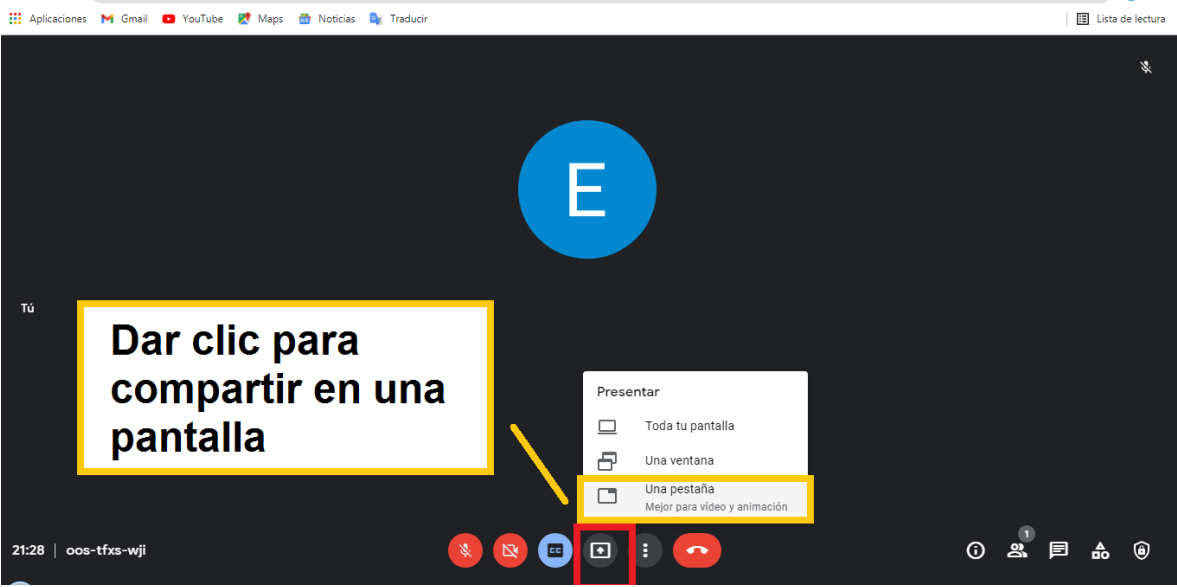 Aplicaciones Gmail YouTube Maps Noticias Traducir Lista de lectura
E
Tú
Dar clic para
compartir en una
pantalla
Presentar
Toda tu pantalla
Una ventana
Una pestaña
Mejor para vídeo y animación
21:28 | oos-tfxs-wji
CC
1